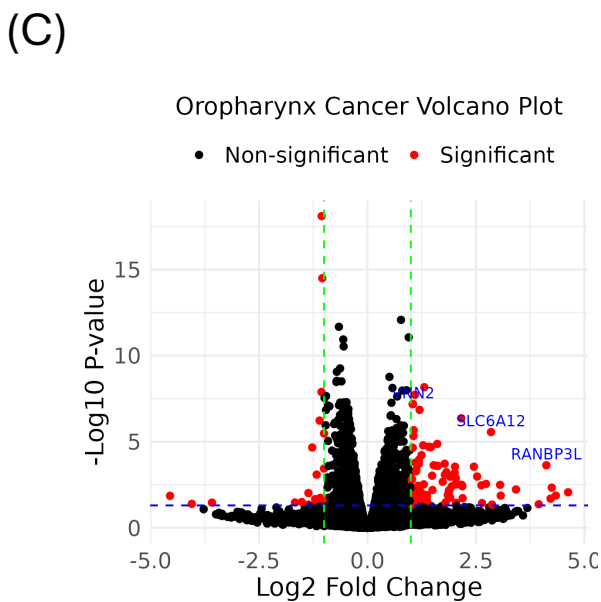 (C)
Oropharynx Cancer Volcano Plot
Non-significant Significant
-Log10 P-value
15
10
5
0
SLC6A12
RANBP3L
-5.0 -2.5 0.0 2.5 5.0
Log2 Fold Change